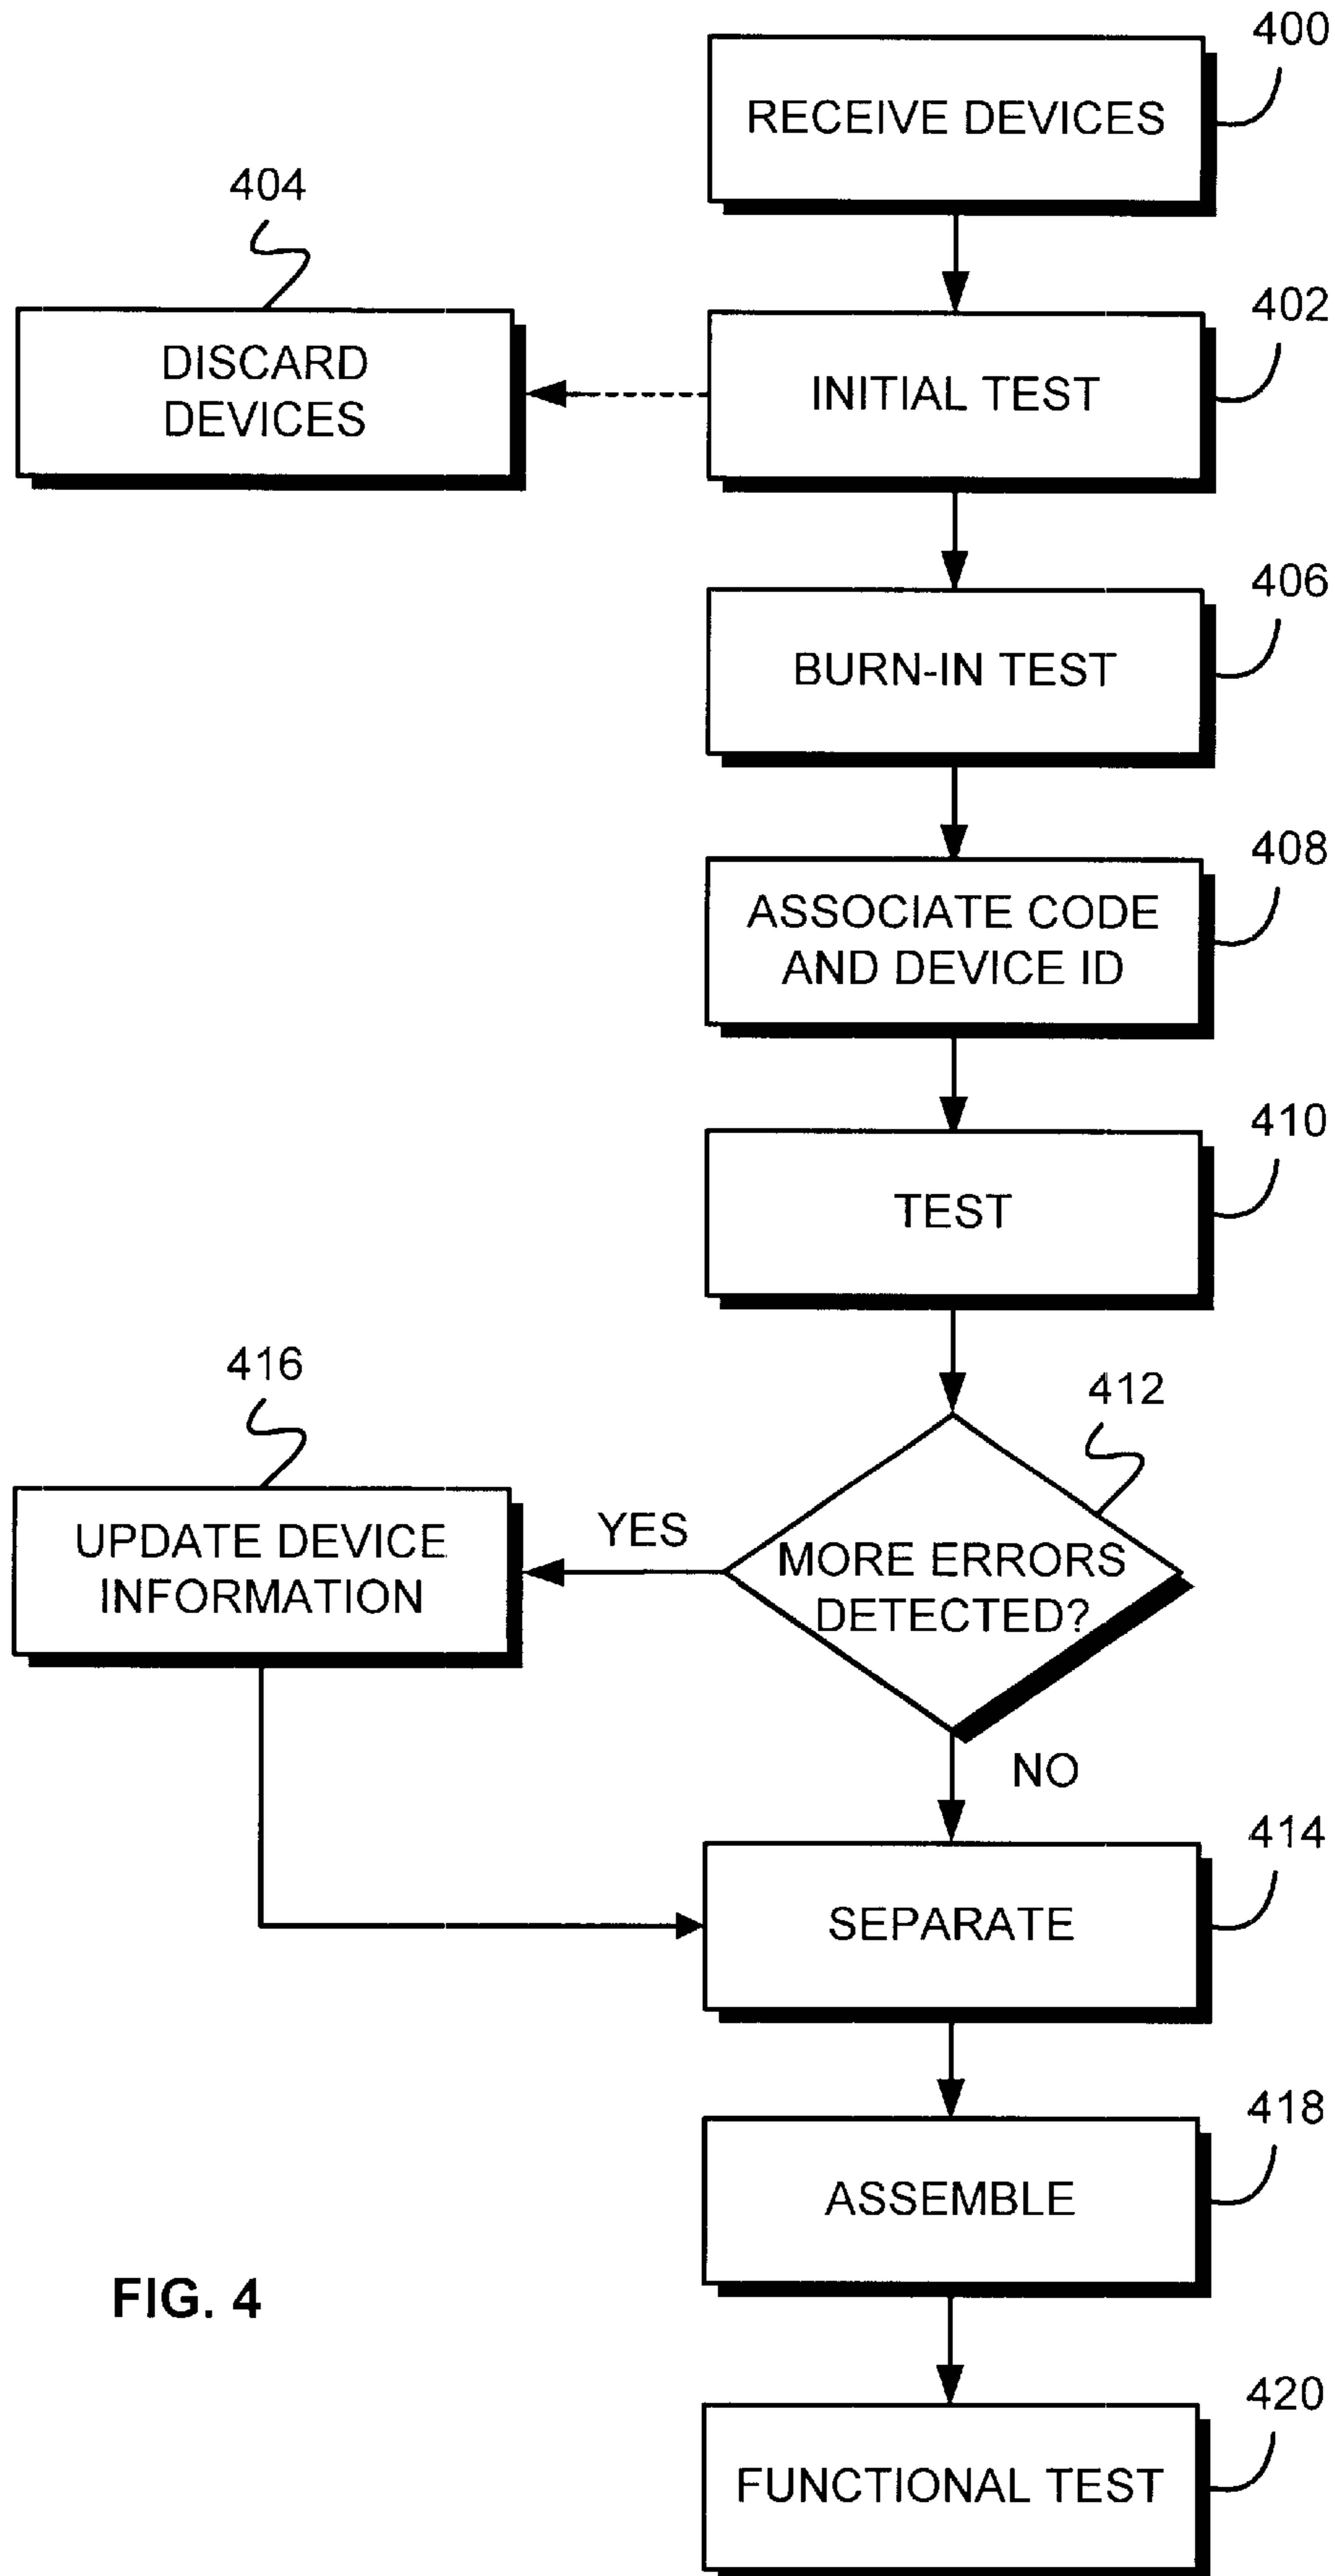 400
RECEIVE DEVICES
404
402
DISCARD
DEVICES
INITIAL TEST
406
BURN-IN TEST
408
ASSOCIATE CODE
AND DEVICE ID
410
TEST
416
412
UPDATE DEVICE
INFORMATION
YES
MORE ERRORS
DETECTED?
NO
414
SEPARATE
418
ASSEMBLE
FIG. 4
420
FUNCTIONAL TEST